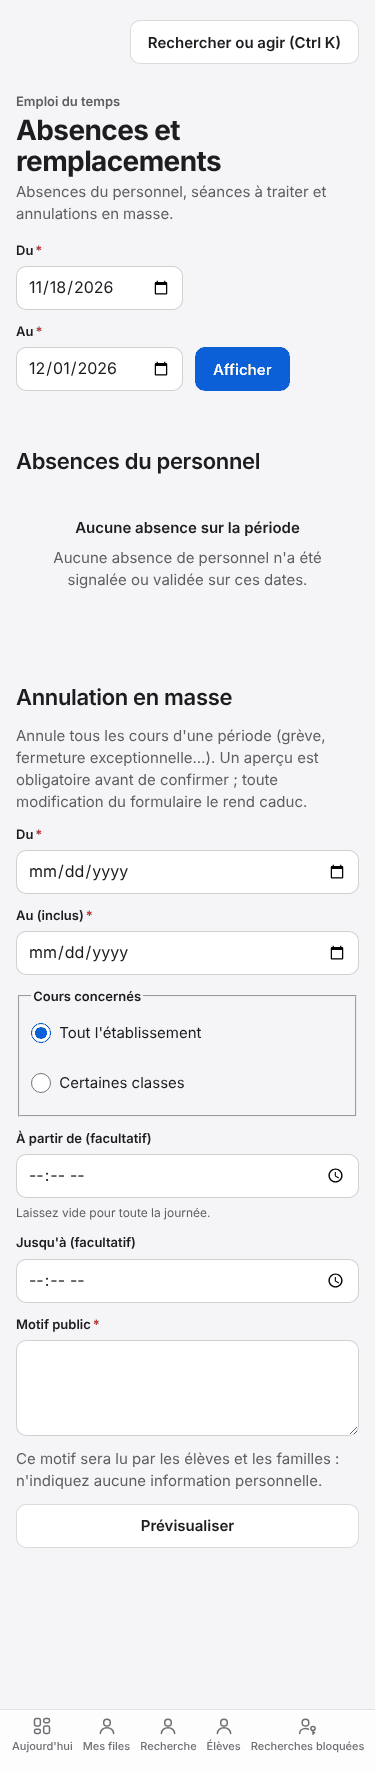 Rechercher ou agir (Ctrl K)
Emploi du temps
Absences et
remplacements
Absences du personnel, séances à traiter et
annulations en masse.
Du *
11/18/2026
Au *
12/01/2026
Afficher
Absences du personnel
Aucune absence sur la période
Aucune absence de personnel n'a été
signalée ou validée sur ces dates.
Annulation en masse
Annule tous les cours d'une période (grève,
fermeture exceptionnelle…). Un aperçu est
obligatoire avant de confirmer ; toute
modification du formulaire le rend caduc.
Du *
mm/dd/yyyy
Au (inclus) *
mm/dd/yyyy
Cours concernés
Tout l'établissement
Certaines classes
À partir de (facultatif)
--:-- --
Laissez vide pour toute la journée.
Jusqu'à (facultatif)
--:-- --
Motif public *
Ce motif sera lu par les élèves et les familles :
n'indiquez aucune information personnelle.
Prévisualiser
Aujourd'hui
Mes files
Recherche
Élèves
Recherches bloquées